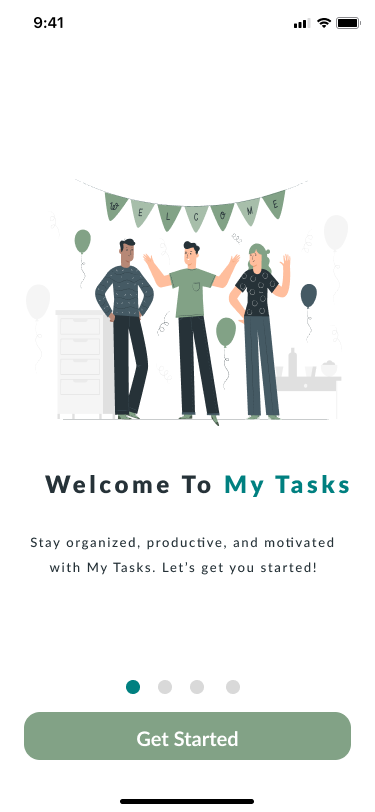 9:41
WELCOME
Welcome To My Tasks
Stay organized, productive, and motivated
with My Tasks. Let’s get you started!
Get Started